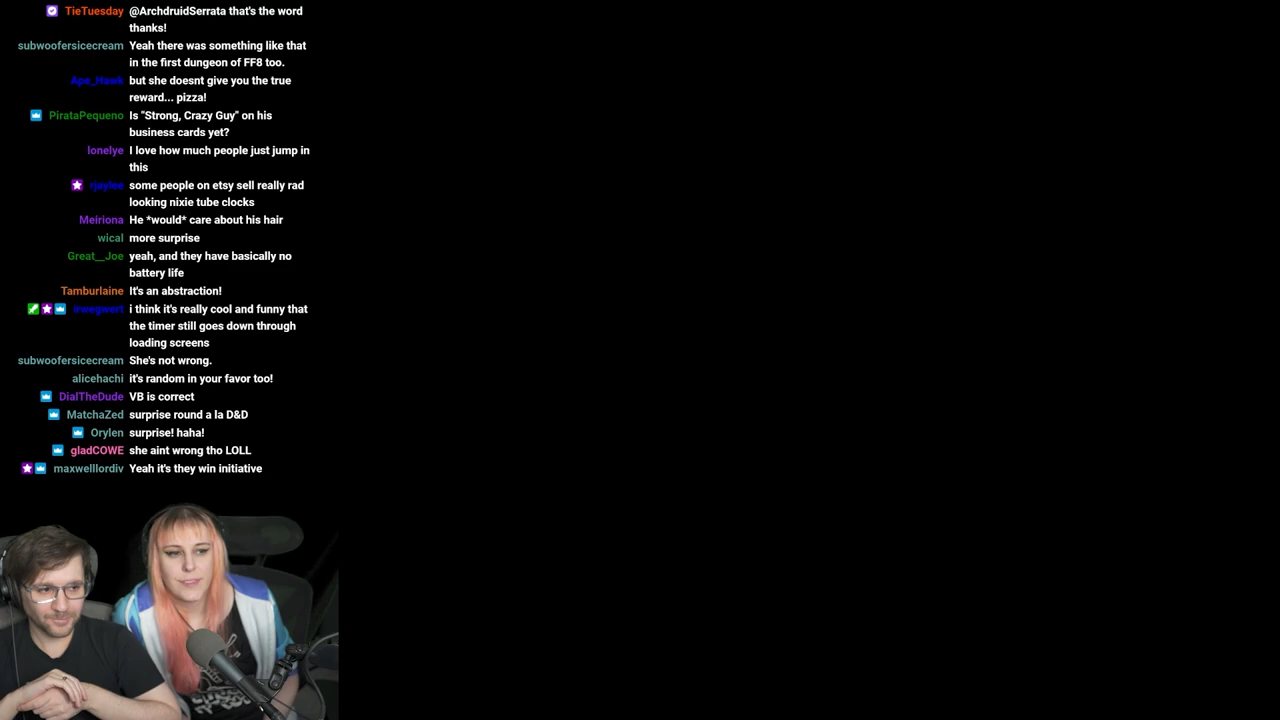 TieTuesday @ArchdruidSerrata that's the word
thanks!
subwoofersicecream Yeah there was something like that
in the first dungeon of FF8 too.
Apo_Hawk but she doesnt give you the true
reward... pizza!
PirataPequeno Is "Strong, Crazy Guy" on his
business cards yet?
lonelye I love how much people just jump in
this
rjaylee some people on etsy sell really rad
looking nixie tube clocks
Meiriona He *would* care about his hair
wical more surprise
Great__Joe yeah, and they have basically no
battery life
Tamburlaine It's an abstraction!
i think it's really cool and funny that
the timer still goes down through
loading screens
subwoofersicecream She's not wrong.
alicehachi it's random in your favor too!
DialTheDude VB is correct
MatchaZed surprise round a la D&D
Orylen surprise! haha!
gladCOWE she aint wrong tho LOLL
maxwelllordiv Yeah it's they win initiative